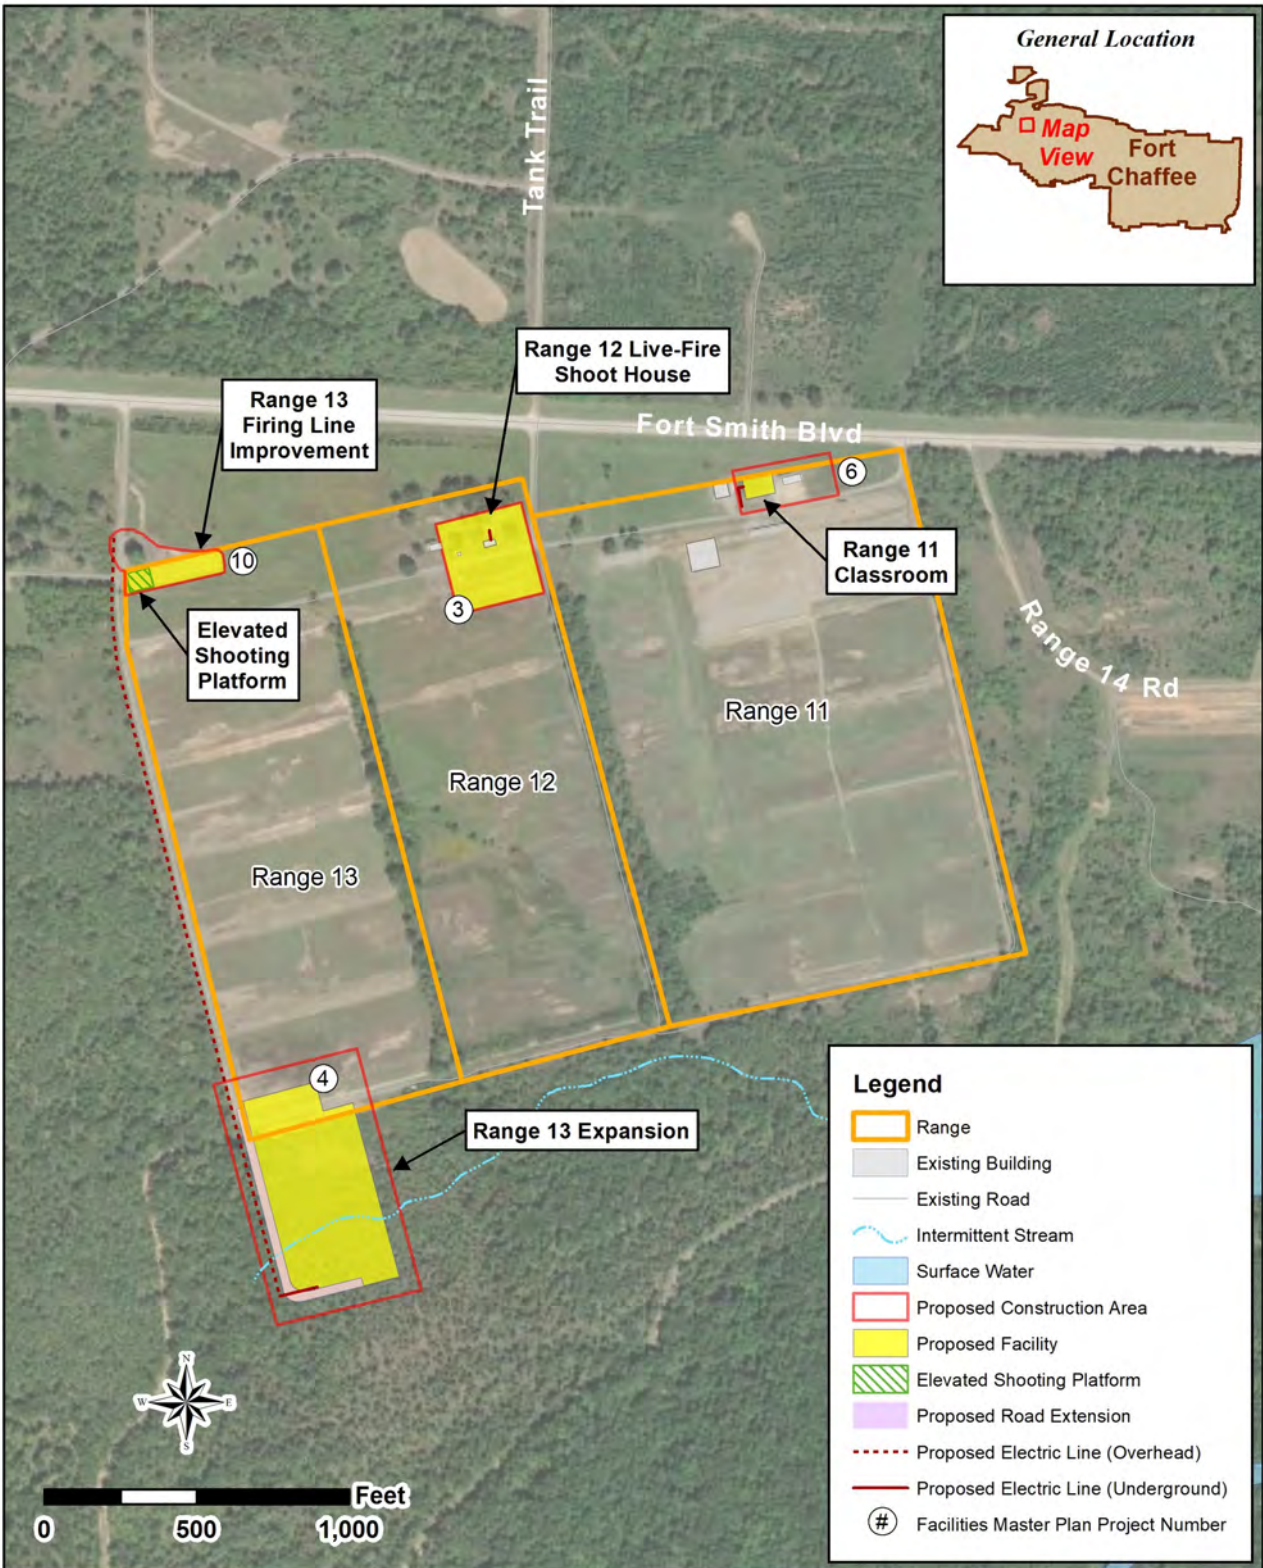 General Location
Map
View
Fort
Chaffee
Tank Trail
Range 12 Live-Fire
Shoot House
Range 13
Firing Line
Improvement
Fort Smith Blvd
6
Range 11
Classroom
10
3
Elevated
Shooting
Platform
Range 14 Rd
Range 11
Range 12
Range 13
4
Range 13 Expansion
Legend
Range
Existing Building
Existing Road
Intermittent Stream
Surface Water
Proposed Construction Area
Proposed Facility
Elevated Shooting Platform
Proposed Road Extension
Proposed Electric Line (Overhead)
Proposed Electric Line (Underground)
# Facilities Master Plan Project Number
N
W E
S
Feet
0 500 1,000